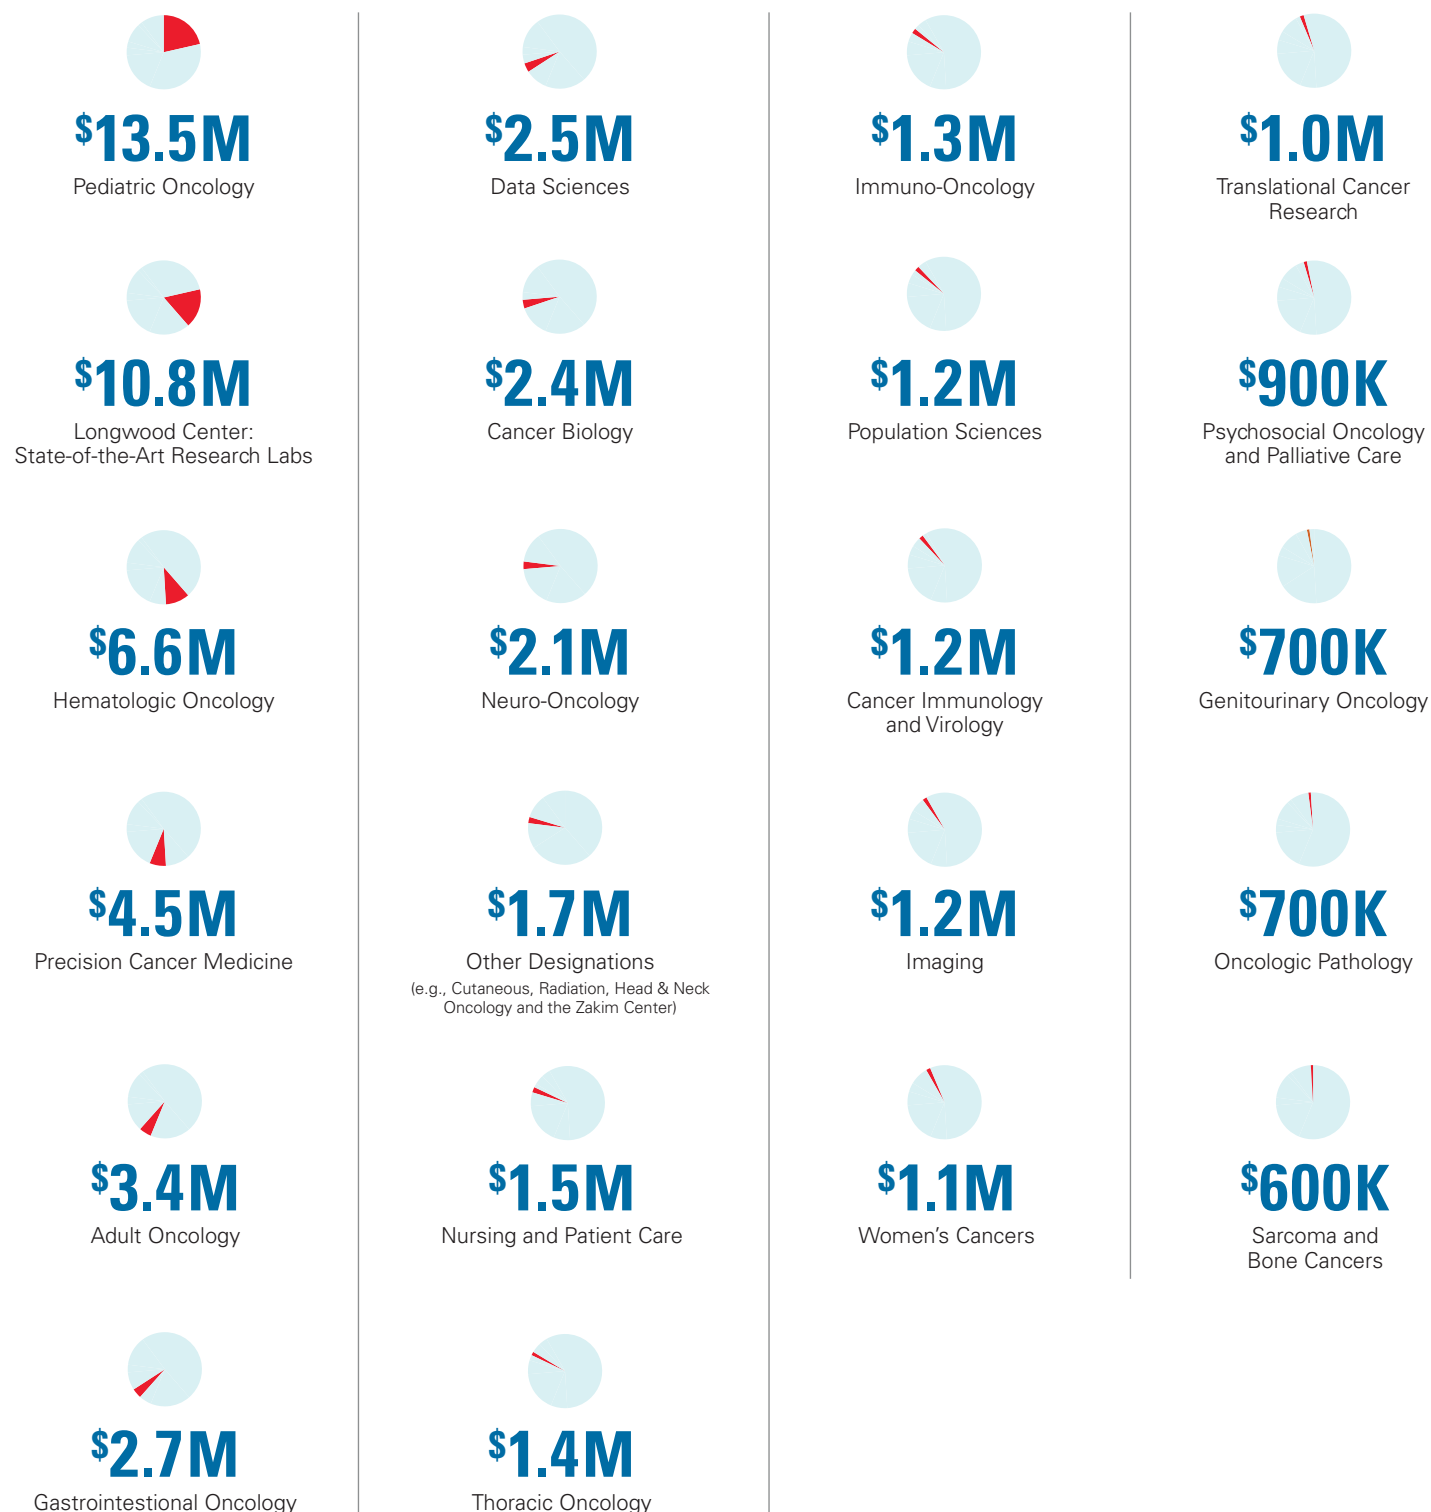 $13.5M
Pediatric Oncology
$10.8M
Longwood Center:
State-of-the-Art Research Labs
$6.6M
Hematologic Oncology
$4.5M
Precision Cancer Medicine
$3.4M
Adult Oncology
$2.7M
Gastrointestional Oncology
$2.5M
Data Sciences
$2.4M
Cancer Biology
$2.1M
Neuro-Oncology
$1.7M
Other Designations
(e.g., Cutaneous, Radiation, Head & Neck
Oncology and the Zakim Center)
$1.5M
Nursing and Patient Care
$1.4M
Thoracic Oncology
$1.3M
Immuno-Oncology
$1.2M
Population Sciences
$1.2M
Cancer Immunology
and Virology
$1.2M
Imaging
$1.1M
Women's Cancers
$1.0M
Translational Cancer
Research
$900K
Psychosocial Oncology
and Palliative Care
$700K
Genitourinary Oncology
$700K
Oncologic Pathology
$600K
Sarcoma and
Bone Cancers